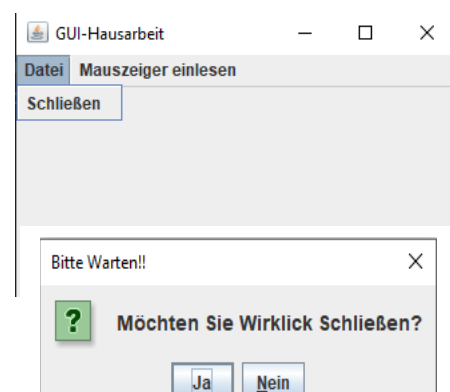 GUI-Hausarbeit
Datei Mauszeiger einlesen
Schließen
Bitte Warten!!
? Möchten Sie Wirklick Schließen?
Ja Nein